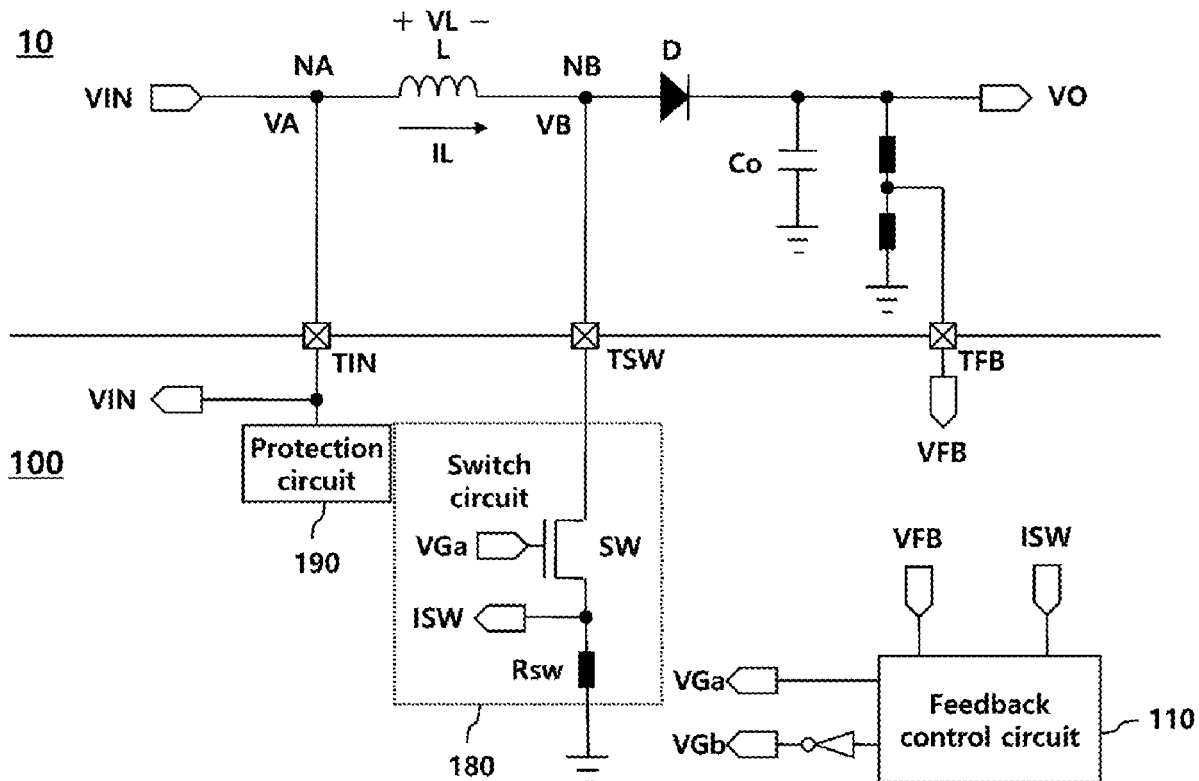 10
+ VL −
L
D
NA
NB
VIN
VO
VA
VB
IL
Co
TIN
TSW
TFB
VIN
VFB
100
Protection
circuit
Switch
circuit
190
VGa
SW
ISW
Rsw
180
VFB
ISW
VGa
VGb
Feedback
control circuit
110